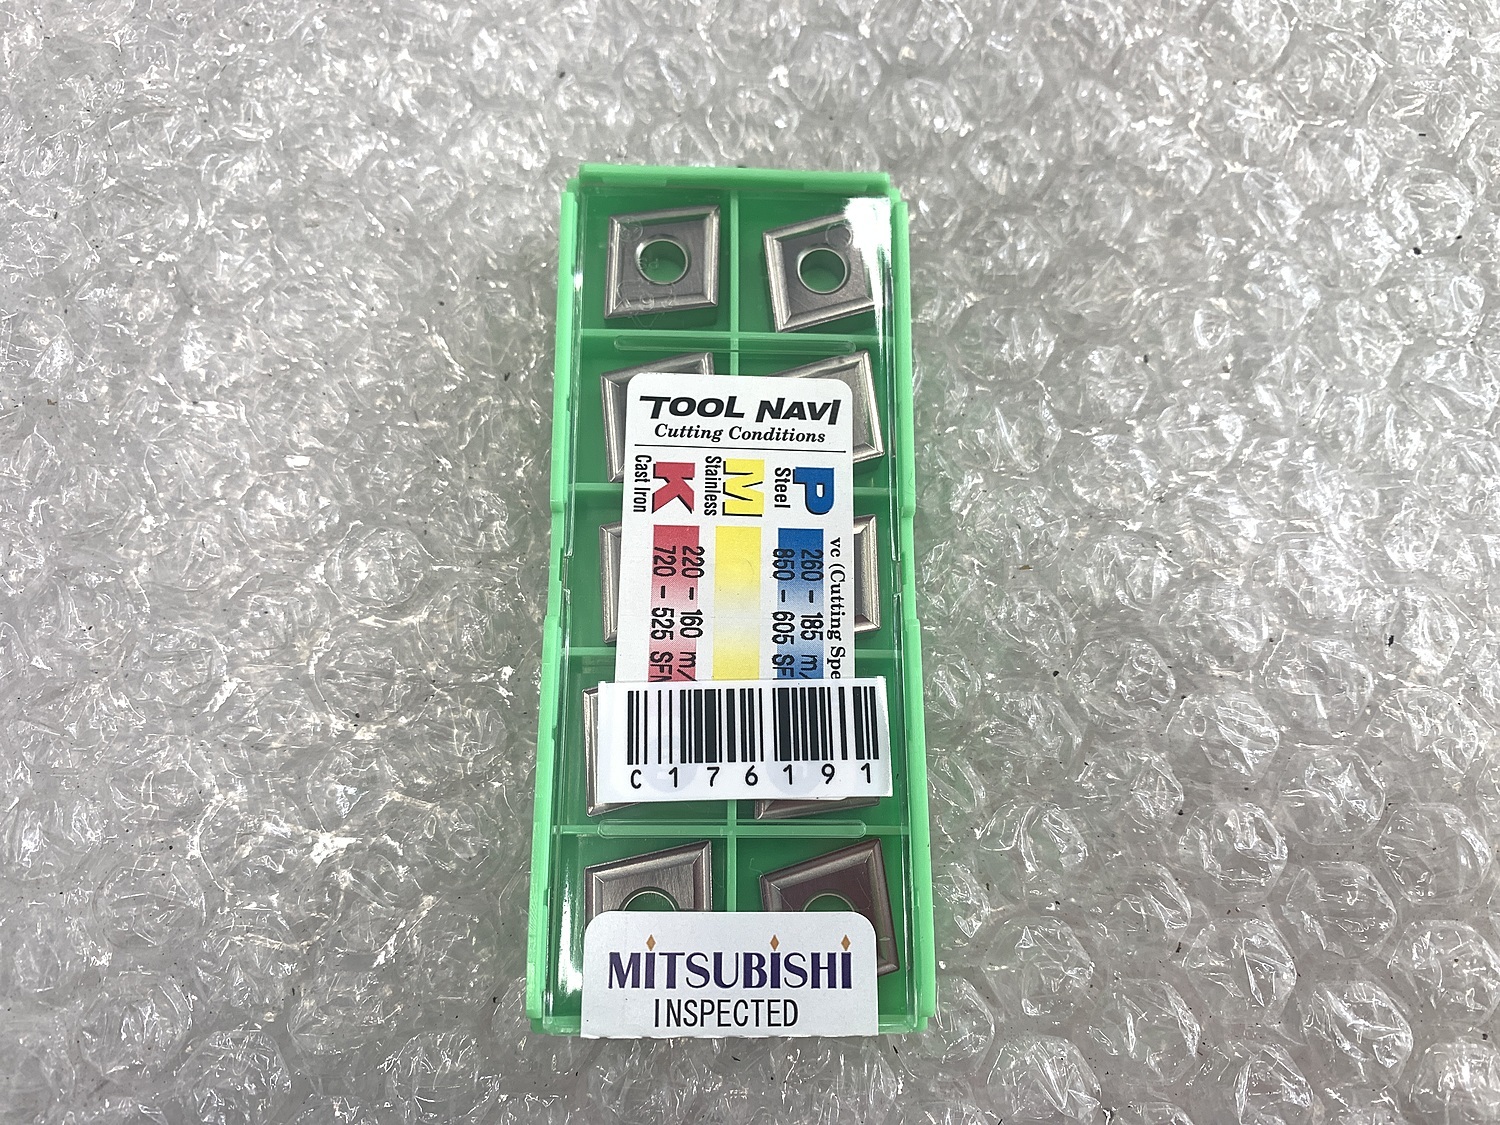 TOOL NAVI
Cutting Conditions
P
Steel
M
Stainless
K
Cast Iron
vc (Cutting Spe
260 - 185 m/
850 - 605 SF
220 - 160 m/
720 - 525 SF
C176191
MITSUBISHI
INSPECTED